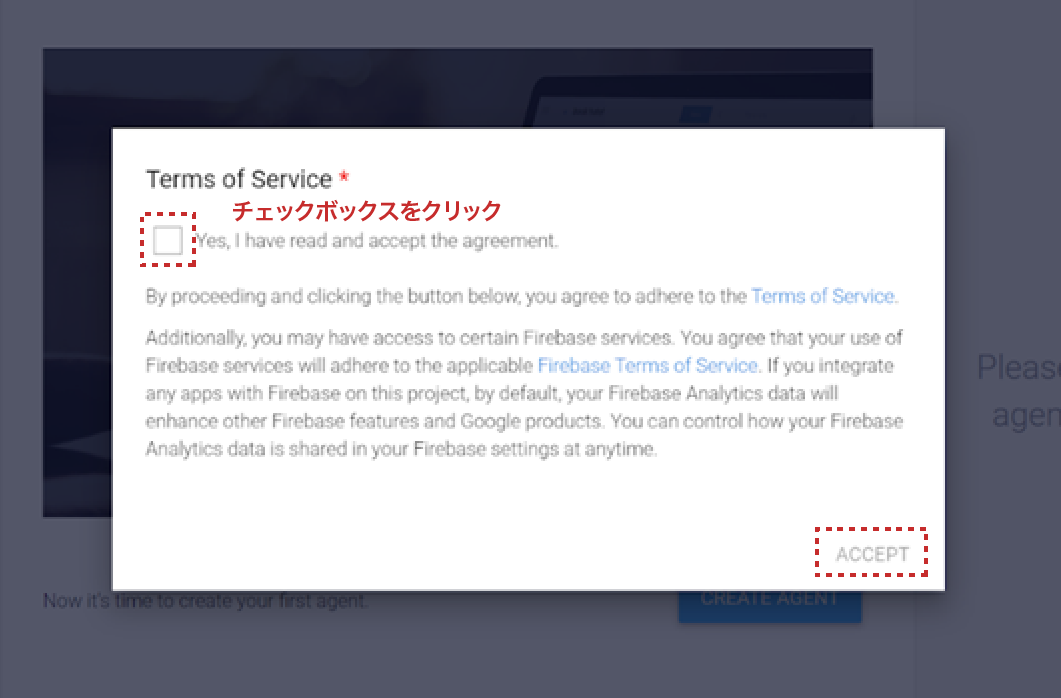 Terms of Service *
チェックボックスをクリック
Yes, I have read and accept the agreement.
By proceeding and clicking the button below, you agree to adhere to the Terms of Service.
Additionally, you may have access to certain Firebase services. You agree that your use of
Firebase services will adhere to the applicable Firebase Terms of Service. If you integrate
any apps with Firebase on this project, by default, your Firebase Analytics data will
enhance other Firebase features and Google products. You can control how your Firebase
Analytics data is shared in your Firebase settings at anytime.
Pleas
agen
ACCEPT
Now it's time to create your first agent.
CREATE AGENT